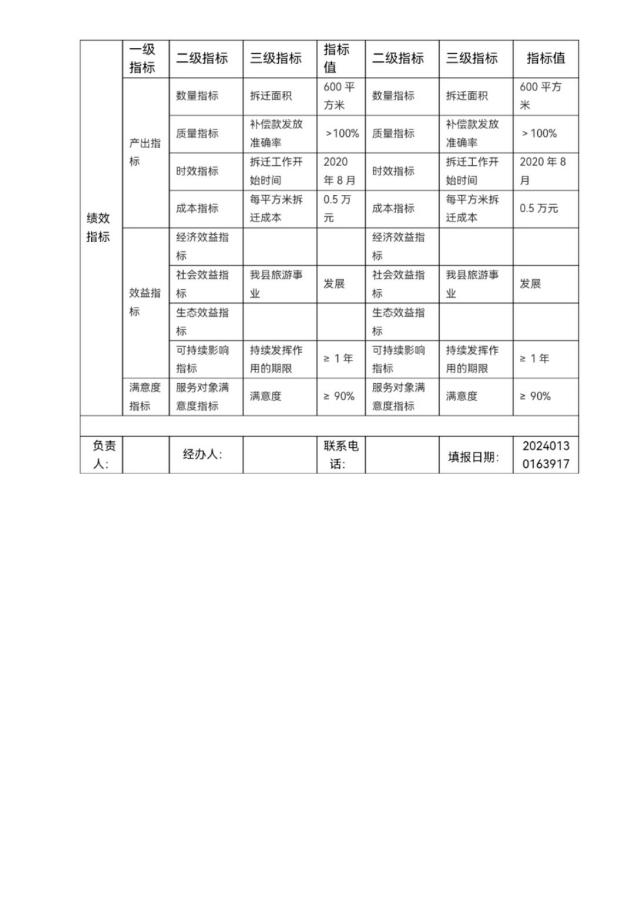 一级
指标
二级指标
三级指标
指标
值
二级指标
三级指标
指标值
绩效
指标
产出指
标
数量指标
拆迁面积
600 平
方米
数量指标
拆迁面积
600 平方
米
质量指标
补偿款发放
准确率
>100%
质量指标
补偿款发放
准确率
>100%
时效指标
拆迁工作开
始时间
2020
年 8 月
时效指标
拆迁工作开
始时间
2020 年 8
月
成本指标
每平方米拆
迁成本
0.5 万
元
成本指标
每平方米拆
迁成本
0.5 万元
效益指
标
经济效益指
标
经济效益指
标
社会效益指
标
我县旅游事
业
发展
社会效益指
标
我县旅游事
业
发展
生态效益指
标
生态效益指
标
可持续影响
指标
持续发挥作
用的期限
≥ 1 年
可持续影响
指标
持续发挥作
用的期限
≥ 1 年
满意度
指标
服务对象满
意度指标
满意度
≥ 90%
服务对象满
意度指标
满意度
≥ 90%
负责
人：
经办人：
联系电
话：
填报日期：
2024013
0163917